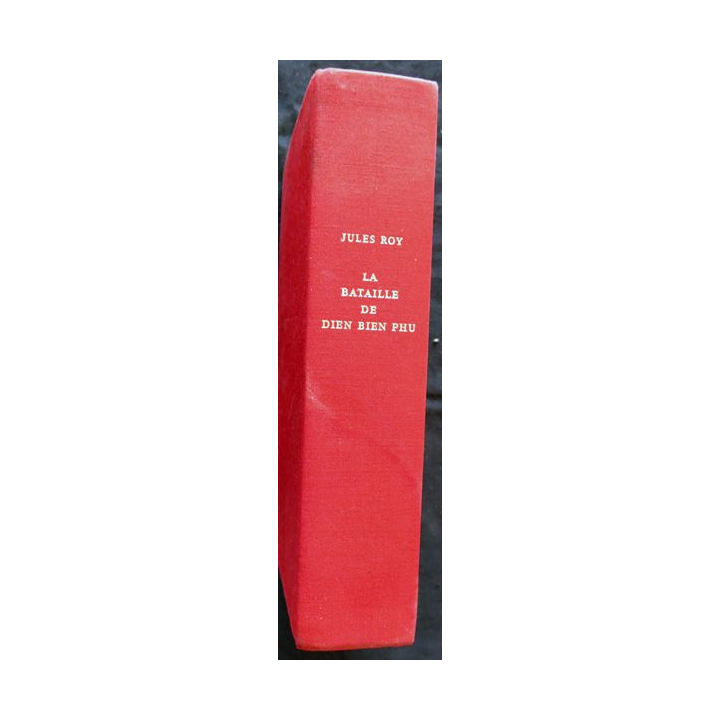 JULES ROY
LA
BATAILLE
DE
DIEN BIEN PHU